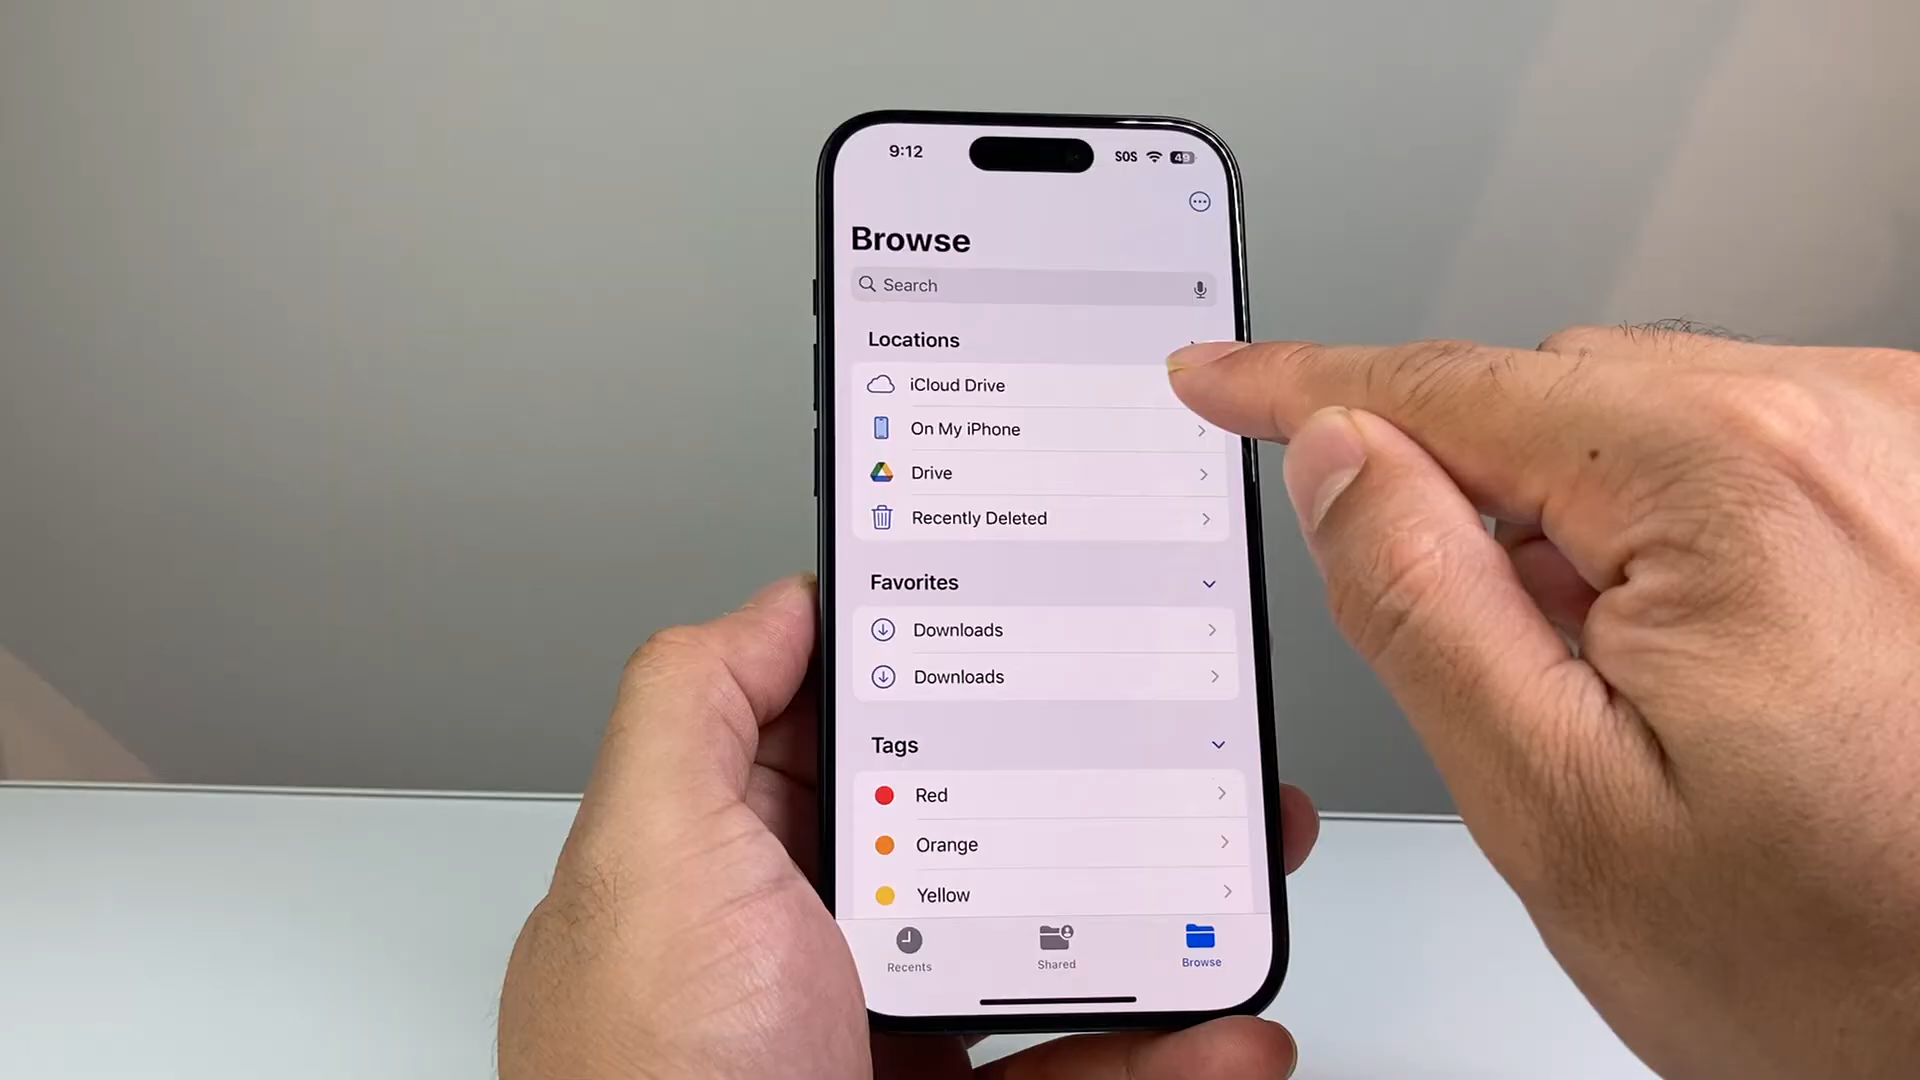 9:12
SOS
49
Browse
Search
Locations
iCloud Drive
On My iPhone
Drive
Recently Deleted
Favorites
Downloads
Downloads
Tags
Red
Orange
Yellow
Recents
Shared
Browse